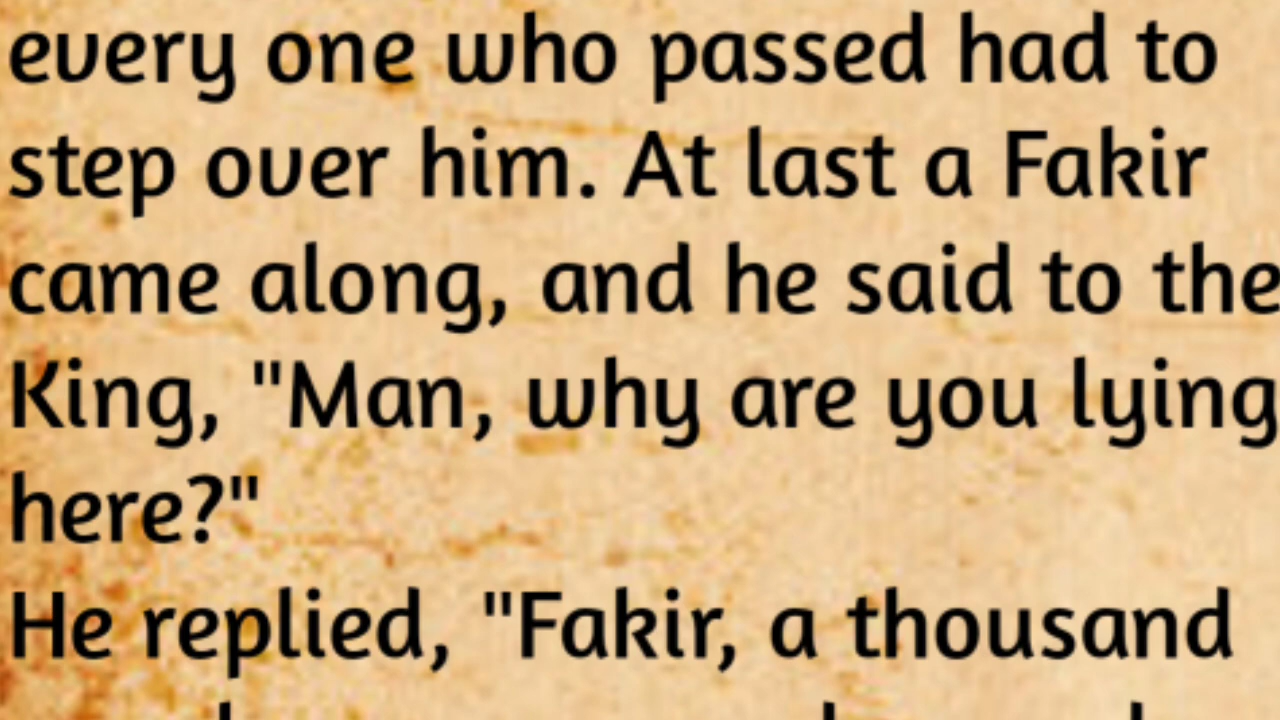 every one who passed had to
step over him. At last a Fakir
came along, and he said to the
King, "Man, why are you lying
here?"
He replied, "Fakir, a thousand